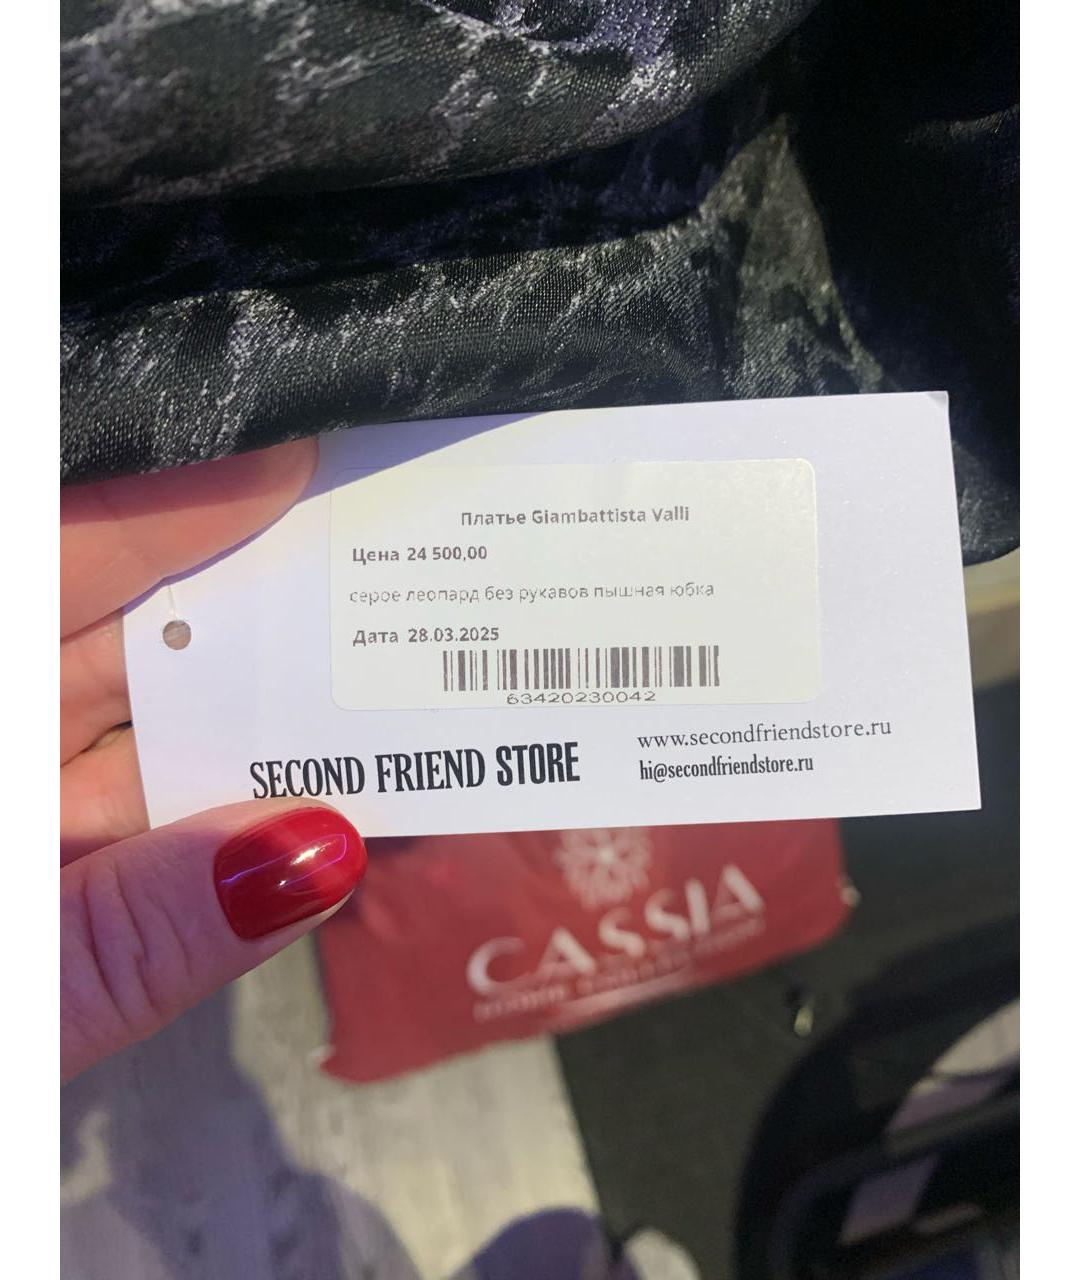 Платье Giambattista Valli
Цена 24 500,00
серое леопард без рукавов пышная юбка
Дата 28.03.2025
63420230042
www.secondfriendstore.ru
SECOND FRIEND STORE
hi@secondfriendstore.ru
CASSIA